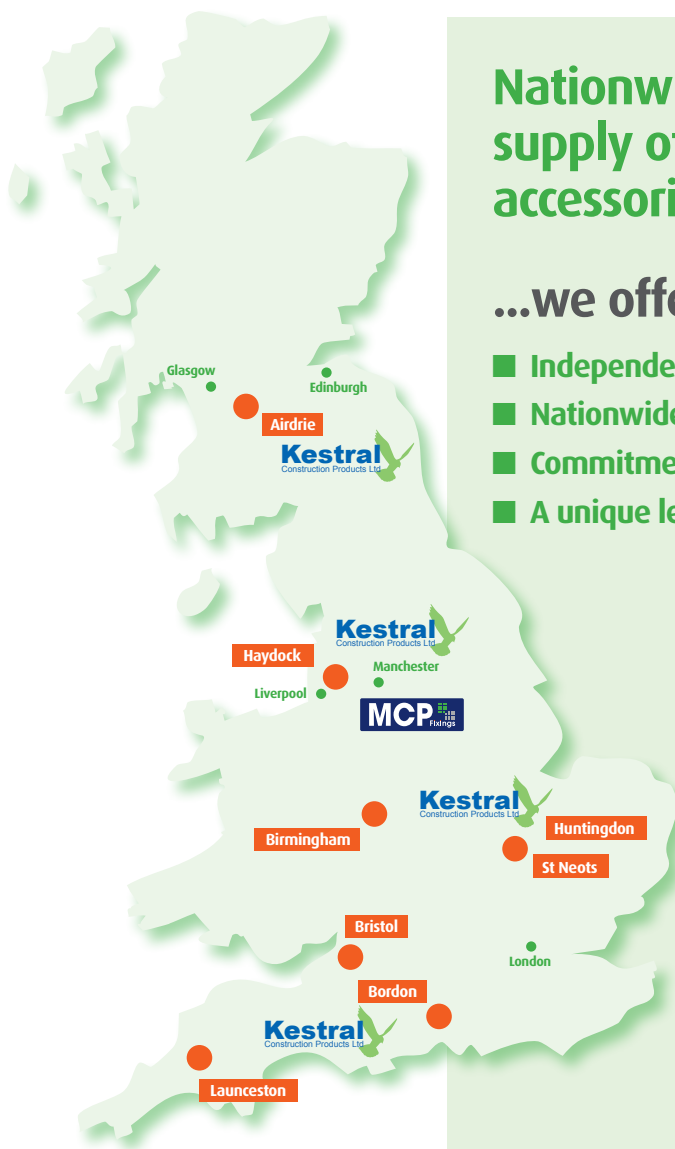 Nationw
supply o
accessori
...we offe
Independe
Nationwide
Commitme
A unique le
Glasgow
Edinburgh
Airdrie
Kestral
Construction Products Ltd
Kestral
Construction Products Ltd
Haydock
Manchester
Liverpool
MCP
Fixings
Kestral
Construction Products Ltd
Huntingdon
Birmingham
St Neots
Bristol
London
Bordon
Kestral
Construction Products Ltd
Launceston